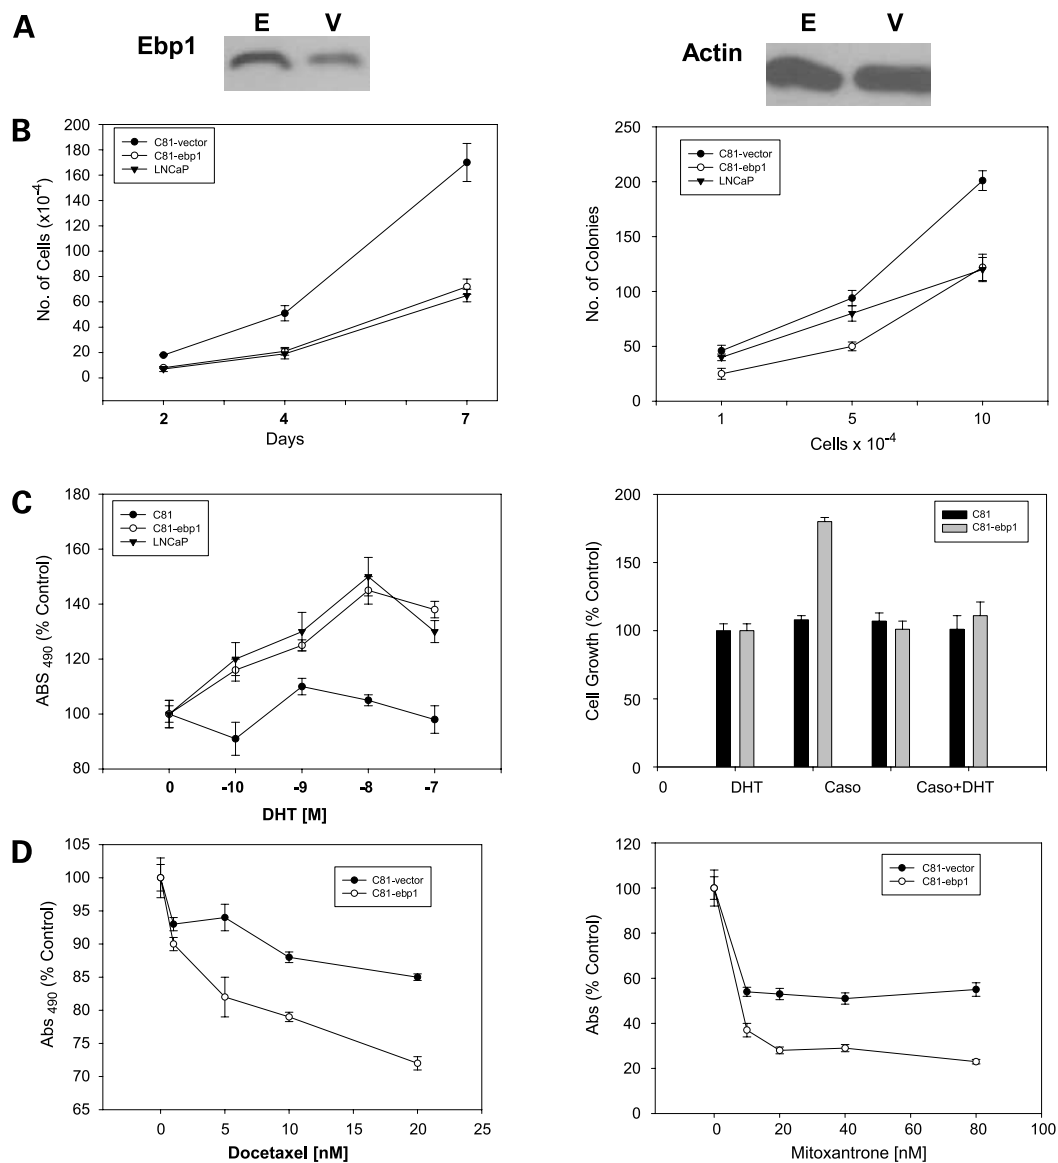 A
Ebp1
E V
Actin
E V
B
No. of Cells (x10-4)
200
180
160
140
120
100
80
60
40
20
0
C81-vector
C81-ebp1
LNCaP
2 4 7
Days
No. of Colonies
250
200
150
100
50
0
C81-vector
C81-ebp1
LNCaP
1 5 10
Cells x 10-4
C
ABS 490 (% Control)
180
160
140
120
100
80
C81
C81-ebp1
LNCaP
0 -10 -9 -8 -7
DHT [M]
Cell Growth (% Control)
200
150
100
50
0
C81
C81-ebp1
0 DHT Caso Caso+DHT
D
Abs 490 (% Control)
105
100
95
90
85
80
75
70
65
C81-vector
C81-ebp1
0 5 10 15 20 25
Docetaxel [nM]
Abs (% Control)
120
100
80
60
40
20
0
C81-vector
C81-ebp1
0 20 40 60 80 100
Mitoxantrone [nM]